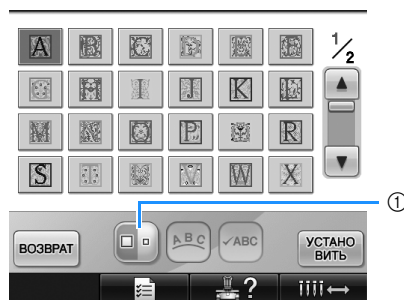 A B C D E F
1/2
G H I J K L
M N O P Q R
S T U V W X
①
ВОЗВРАТ
ABC
✓ABC
УСТАНО
ВИТЬ
?